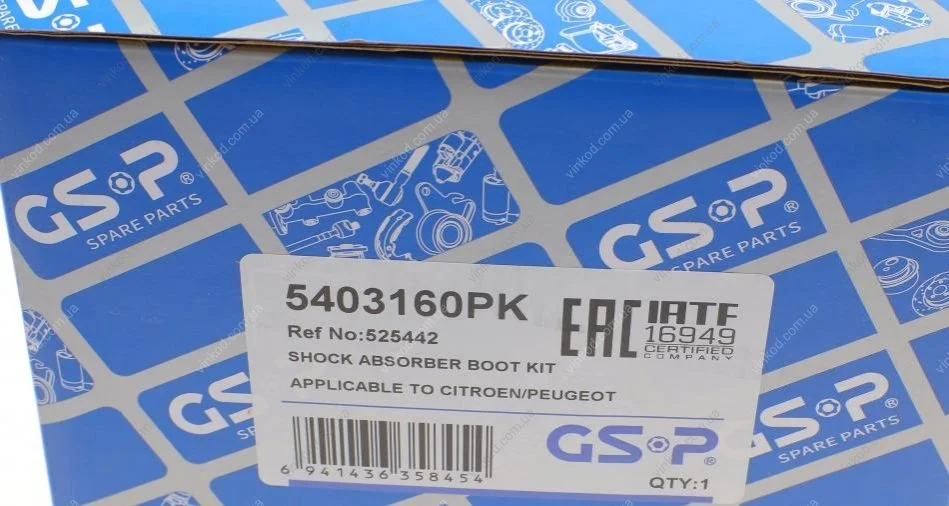 GS·P®
SPARE PARTS
GS·P®
SPARE PARTS
5403160PK
Ref No:525442
SHOCK ABSORBER BOOT KIT
APPLICABLE TO CITROEN/PEUGEOT
EAC
IATF
16949
CERTIFIED
COMPANY
6 941436 358454
GS·P®
QTY:1
GS·P
SPARE PARTS
vinkod.com.ua